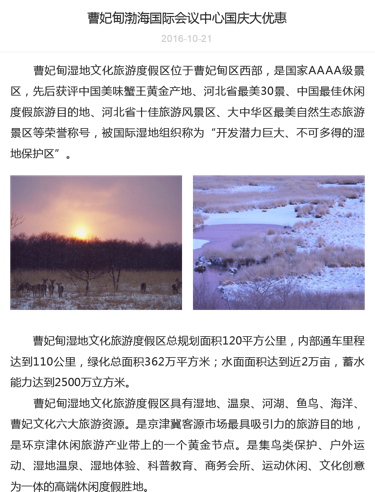 曹妃甸渤海国际会议中心国庆大优惠
2016-10-21
曹妃甸湿地文化旅游度假区位于曹妃甸区西部，是国家AAAA级景
区，先后获评中国美味蟹王黄金产地、河北省最美30景、中国最佳休闲
度假旅游目的地、河北省十佳旅游风景区、大中华区最美自然生态旅游
景区等荣誉称号，被国际湿地组织称为“开发潜力巨大、不可多得的湿
地保护区”。
曹妃甸湿地文化旅游度假区总规划面积120平方公里，内部通车里程
达到110公里，绿化总面积362万平方米；水面面积达到近2万亩，蓄水
能力达到2500万立方米。
曹妃甸湿地文化旅游度假区具有湿地、温泉、河湖、鱼鸟、海洋、
曹妃文化六大旅游资源。是京津冀客源市场最具吸引力的旅游目的地，
是环京津休闲旅游产业带上的一个黄金节点。是集鸟类保护、户外运
动、湿地温泉、湿地体验、科普教育、商务会所、运动休闲、文化创意
为一体的高端休闲度假胜地。